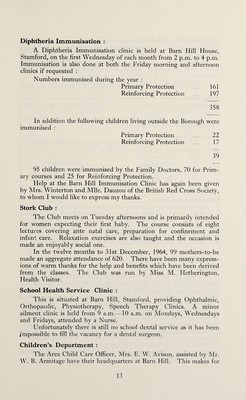 Diphtheria Immunisation :
A Diphtheria Immunisation clinic is held at Barn Hill House,
Stamford, on the first Wednesday of each month from 2 p.m. to 4 p.m.
Immunisation is also done at both the Friday morning and afternoon
clinics if requested :
Numbers immunised during the year :
Primary Protection ... 161
Reinforcing Protection ... 197
358
In addition the following children living outside the Borough were
immunised :
Primary Protection ... 22
Reinforcing Protection ... 17
39
95 children were immunised by the Family Doctors, 70 for Prim-
ary courses and 25 for Reinforcing Protection.
Help at the Barn Hill Immunisation Clinic has again been given
by Mrs. Winterton and Mlle. Daunou of the British Red Cross Society,
to whom I would like to express my thanks.
Stork Club :
The Club meets on Tuesday afternoons and is primarily intended
for women expecting their first baby. The course consists of eight
lectures covering ante natal care, preparation for confinement and
infant care. Relaxation exercises are also taught and the occasion is
made an enjoyably social one.
In the twelve months to 31st December, 1964, 99 mothers-to-be
made an aggregate attendance of 620. There have been many expres-
sions of warm thanks for the help and benefits which have been derived
from the classes. The Club was run by Miss M. Hetherington,
Health Visitor.
School Health Service Clinic :
This is situated at Barn Hill, Stamford, providing Ophthalmic,
Orthopaedic, Physiotherapy, Speech Therapy Clinics. A minor
ailment clinic is held from 9 a.m.—10 a.m. on Mondays, Wednesdays
and Fridays, attended by a Nurse.
Unfortunately there is still no school dental service as it has been
impossible to fill the vacancy for a dental surgeon.
Children's Department :
The Area Child Care Officer, Mrs. E. W. Avison, assisted by Mr.
W. R. Armitage have their headquarters at Barn Hill. This makes for
13